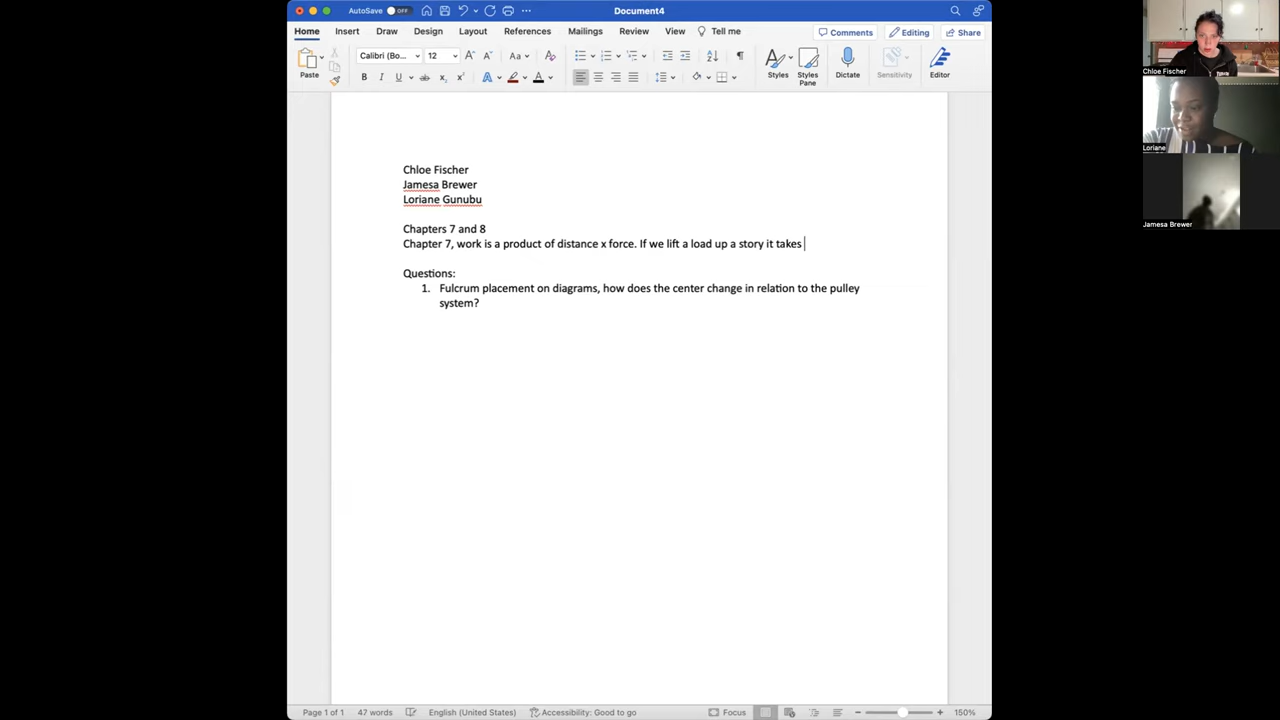 AutoSave OFF Document4
Home Insert Draw Design Layout References Mailings Review View Tell me Comments Editing Share
Paste Calibri (Bo... 12 Styles Styles Pane Dictate Sensitivity Editor
Chloe Fischer
Jamesa Brewer
Loriane Gunubu
Chapters 7 and 8
Chapter 7, work is a product of distance x force. If we lift a load up a story it takes
Questions:
1. Fulcrum placement on diagrams, how does the center change in relation to the pulley
system?
Page 1 of 1 47 words English (United States) Accessibility: Good to go Focus 150%
Chloe Fischer
Loriane
Jamesa Brewer